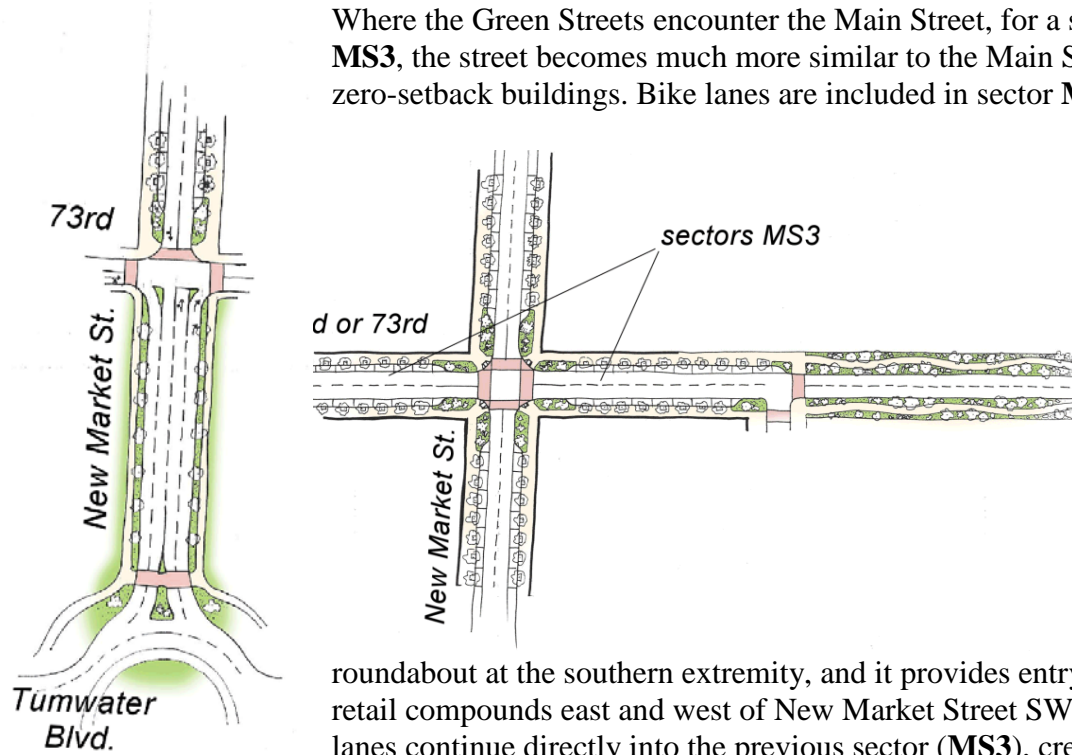 Where the Green Streets encounter the Main Street, for a
MS3, the street becomes much more similar to the Main
zero-setback buildings. Bike lanes are included in sector
73rd
New Market St.
Tumwater
Blvd.
sectors MS3
d or 73rd
New Market St.
roundabout at the southern extremity, and it provides entry
retail compounds east and west of New Market Street SW
lanes continue directly into the previous sector (MS3),